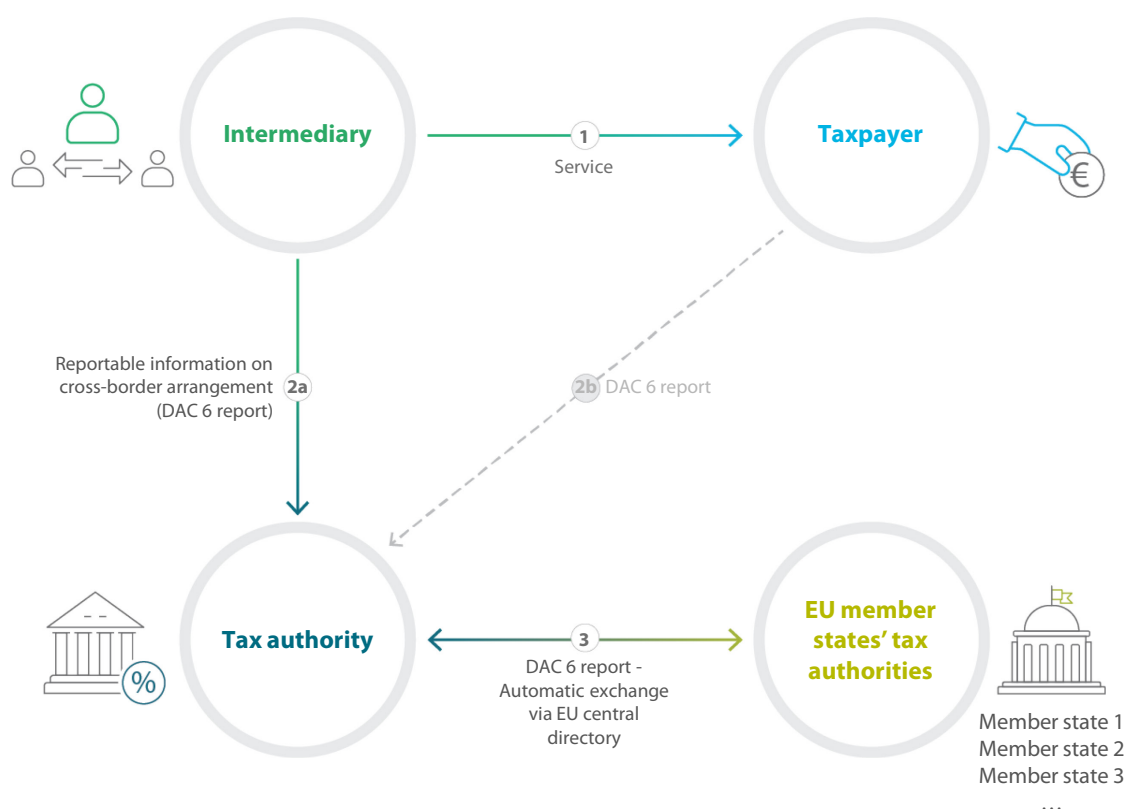 Intermediary
1
Service
Taxpayer
€
Reportable information on
cross-border arrangement
(DAC 6 report)
2a
2b DAC 6 report
Tax authority
%
3
DAC 6 report -
Automatic exchange
via EU central
directory
EU member
states’ tax
authorities
Member state 1
Member state 2
Member state 3
...